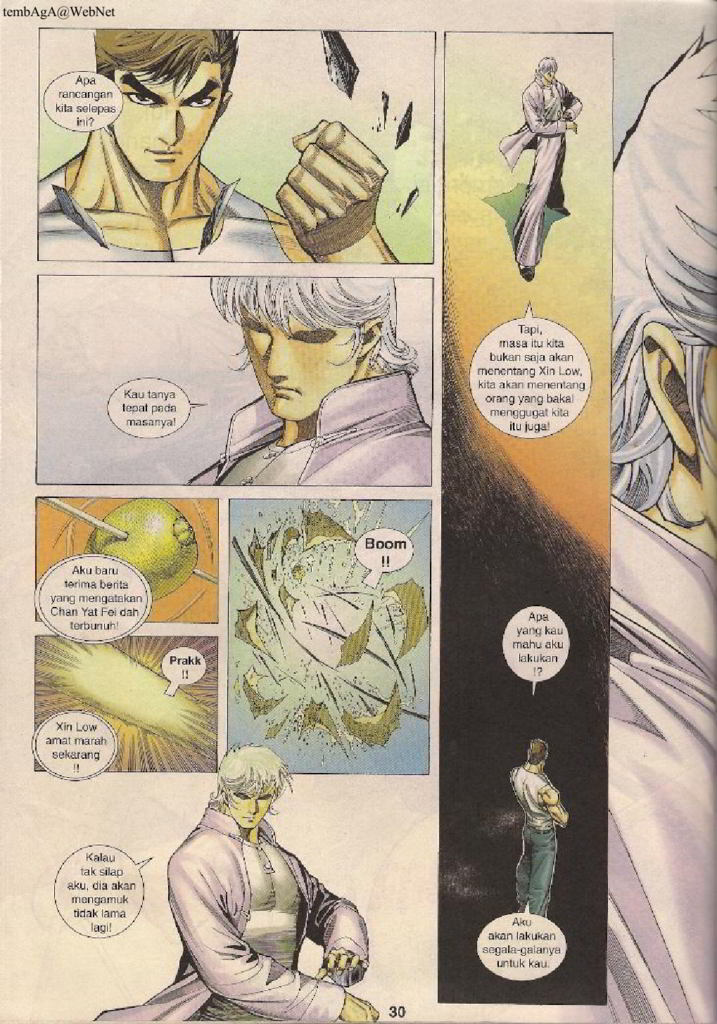 tembAgA@WebNet
Apa
rancangan
kita selepas
ini?
Kau tanya
tepat pada
masanya!
Aku baru
terima berita
yang mengatakan
Chan Yat Fei dah
terbunuh!
Boom
!!
Prakk
!!
Xin Low
amat marah
sekarang
!!
Kalau
tak silap
aku, dia akan
mengamuk
tidak lama
lagi!
Tapi,
masa itu kita
bukan saja akan
menentang Xin Low,
kita akan menentang
orang yang bakal
menggugat kita
itu juga!
Apa
yang kau
mahu aku
lakukan
!?
Aku
akan lakukan
segala-galanya
untuk kau.
30